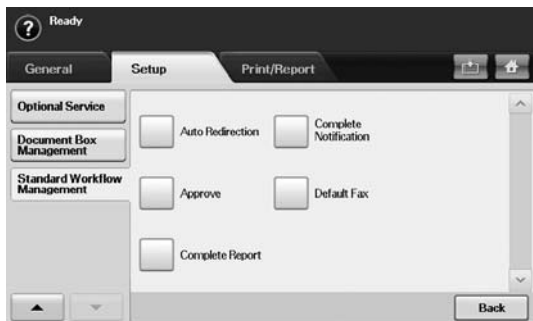 ? Ready
General Setup Print/Report
Optional Service
Document Box
Management
Standard Workflow
Management
Auto Redirection
Complete
Notification
Approve
Default Fax
Complete Report
Back